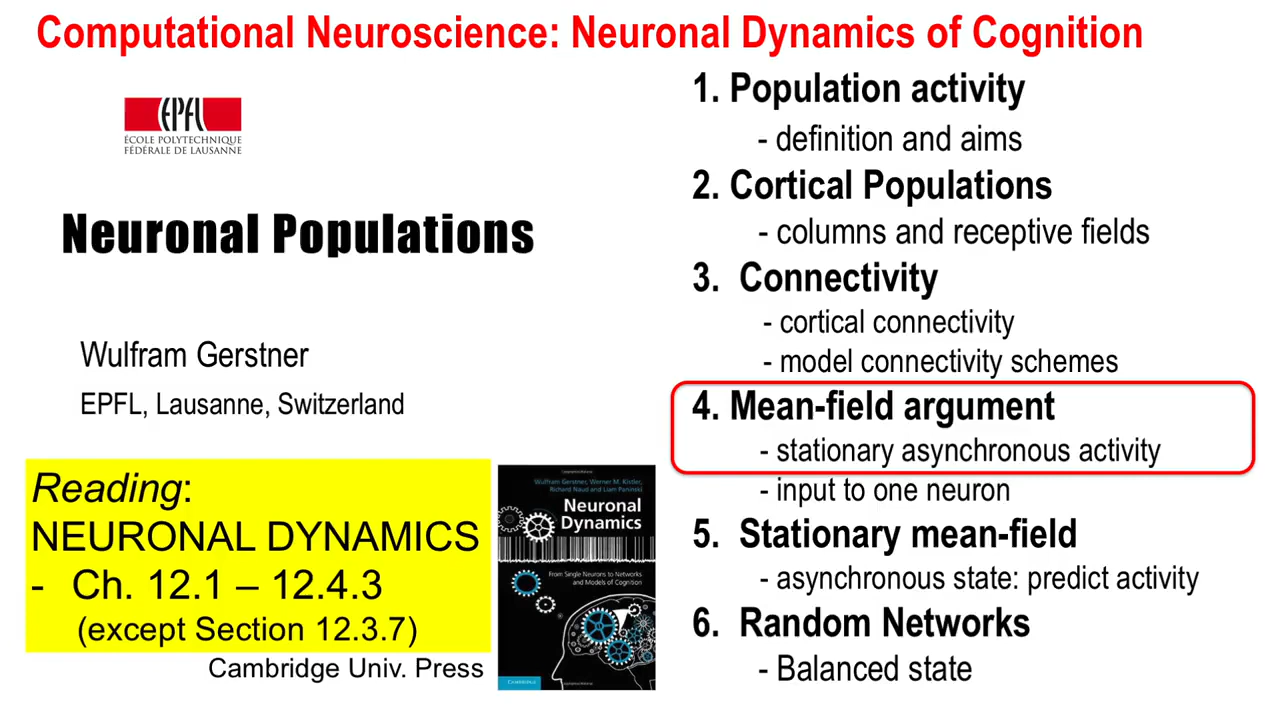 Computational Neuroscience: Neuronal Dynamics of Cognition
EPFL
ÉCOLE POLYTECHNIQUE
FÉDÉRALE DE LAUSANNE
Neuronal Populations
Wulfram Gerstner
EPFL, Lausanne, Switzerland
Reading:
NEURONAL DYNAMICS
- Ch. 12.1 – 12.4.3
(except Section 12.3.7)
Cambridge Univ. Press
Wulfram Gerstner, Werner M. Kistler,
Richard Naud and Liam Paninski
Neuronal
Dynamics
From Single Neurons to Networks
and Models of Cognition
1. Population activity
- definition and aims
2. Cortical Populations
- columns and receptive fields
3. Connectivity
- cortical connectivity
- model connectivity schemes
4. Mean-field argument
- stationary asynchronous activity
- input to one neuron
5. Stationary mean-field
- asynchronous state: predict activity
6. Random Networks
- Balanced state